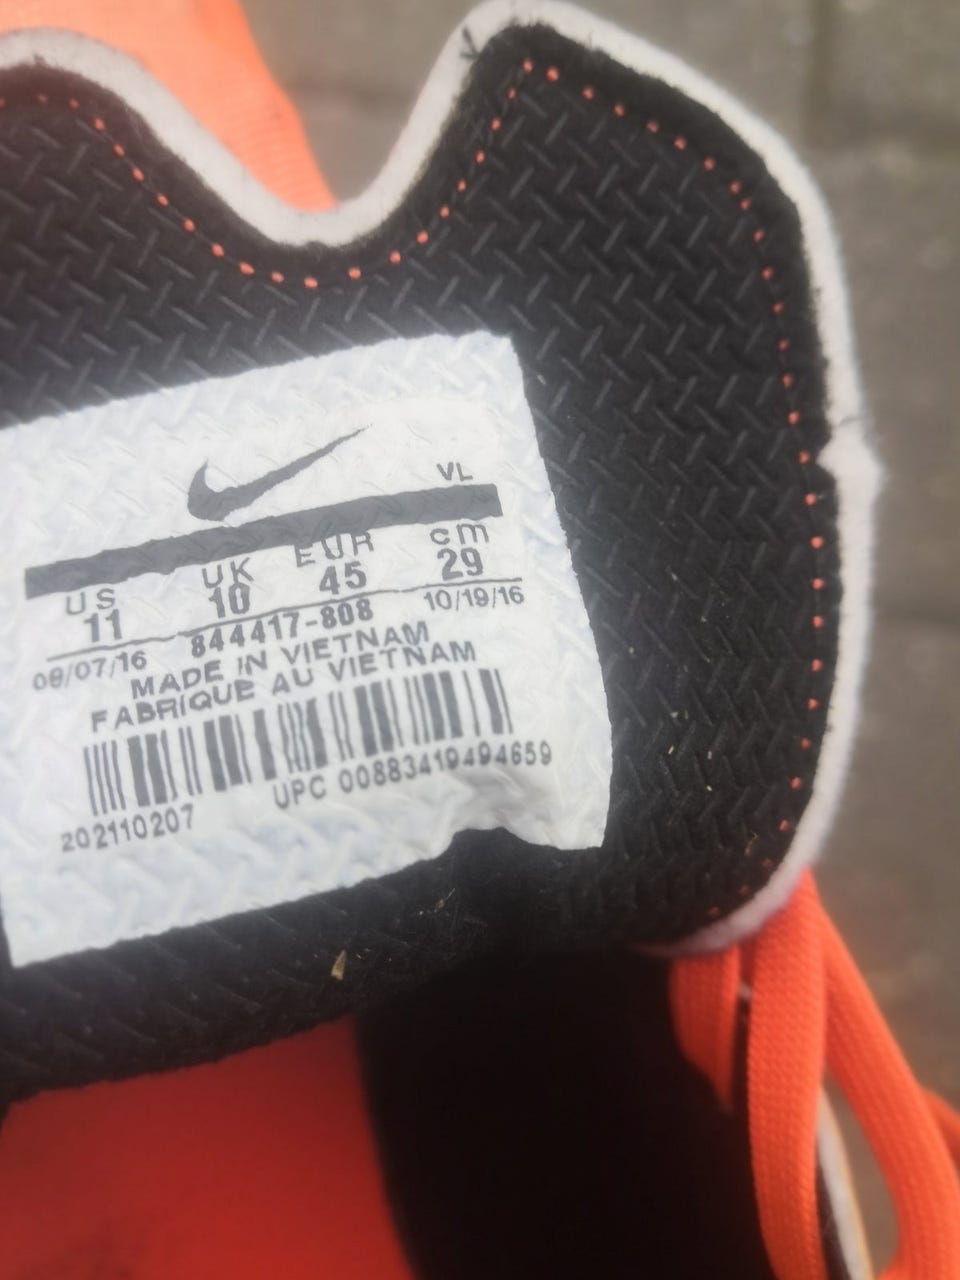 VL
US UK EUR cm
11 10 45 29
09/07/16 844417-808 10/19/16
MADE IN VIETNAM
FABRIQUE AU VIETNAM
202110207 UPC 00883419494659